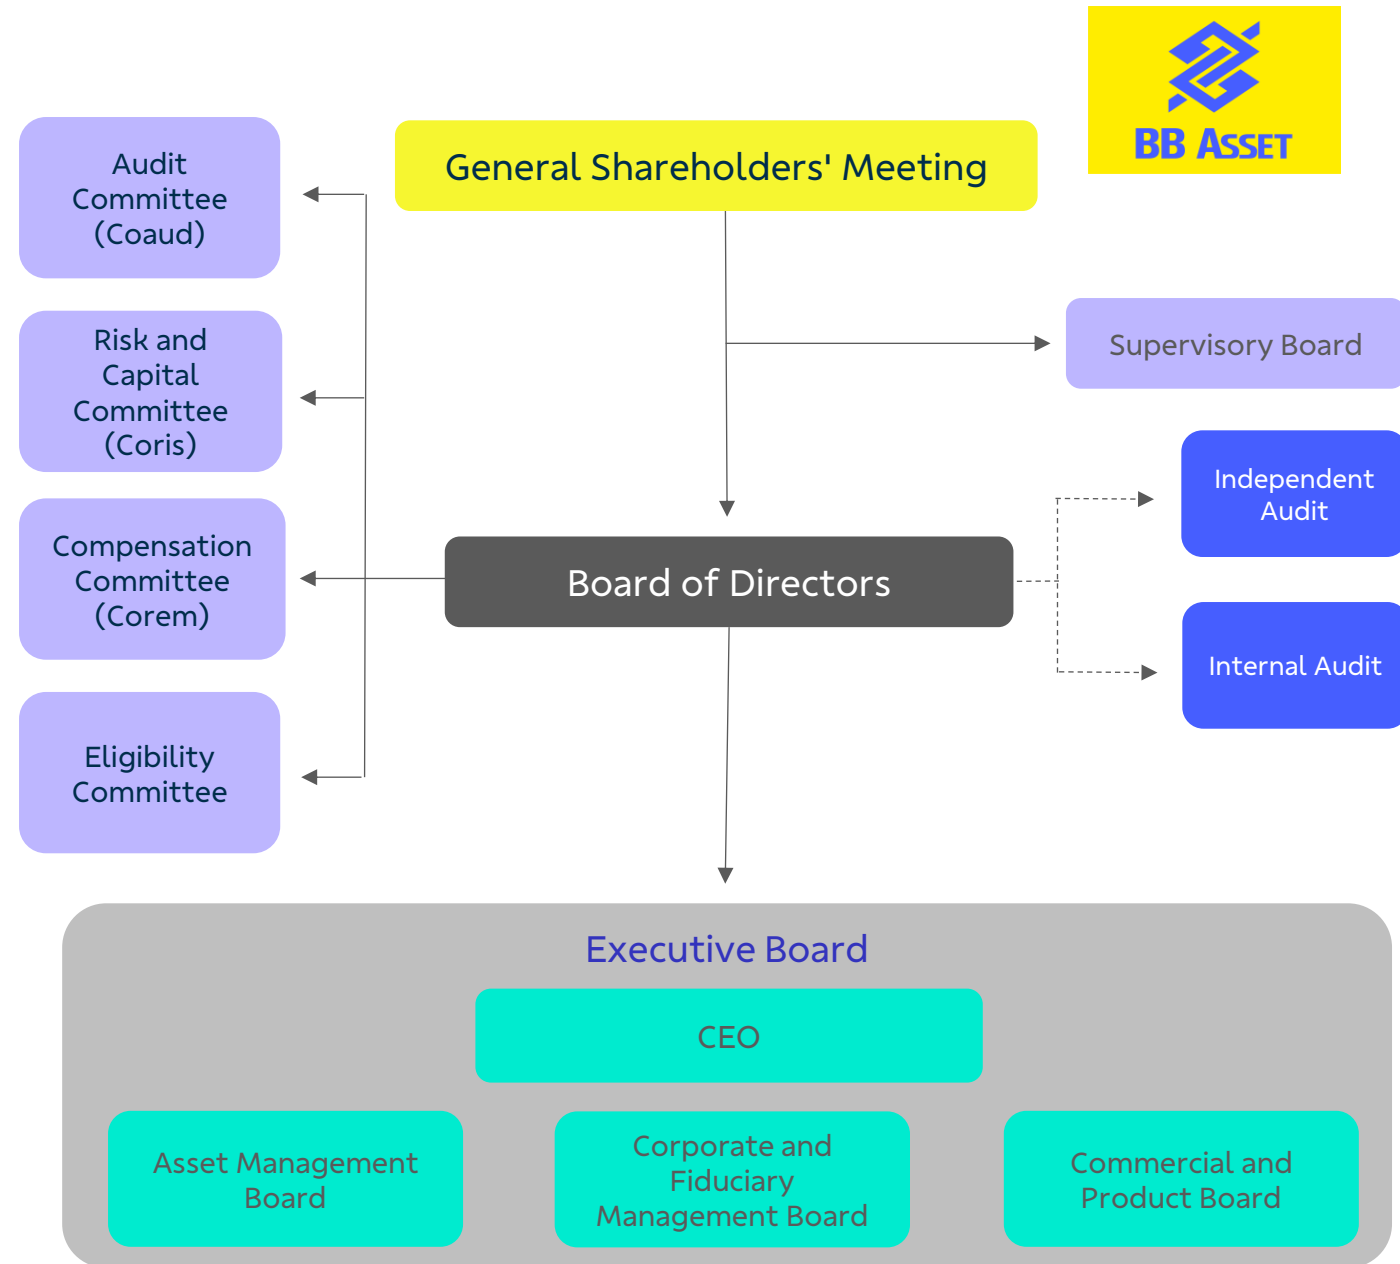 BB ASSET
General Shareholders' Meeting
Audit
Committee
(Coaud)
Risk and
Capital
Committee
(Coris)
Compensation
Committee
(Corem)
Eligibility
Committee
Supervisory Board
Independent
Audit
Internal Audit
Board of Directors
Executive Board
CEO
Asset Management
Board
Corporate and
Fiduciary
Management Board
Commercial and
Product Board